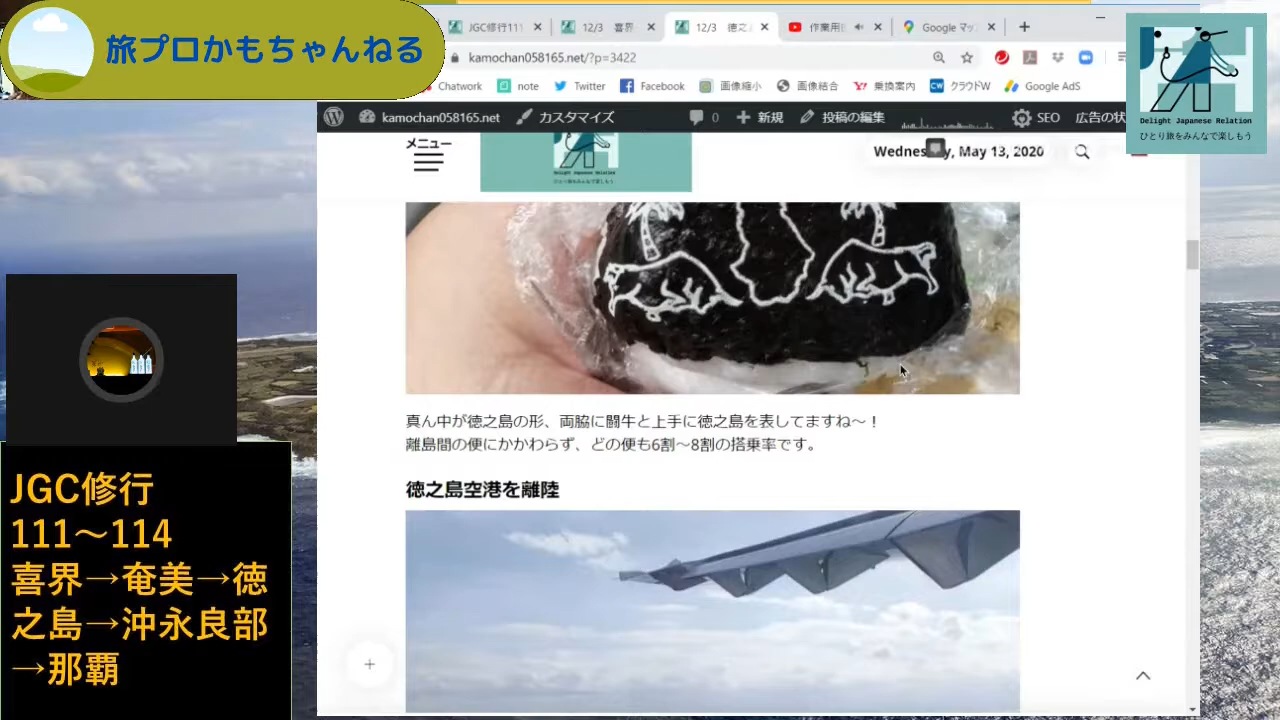 旅プロかもちゃんねる
JGC修行111
12/3 喜界
12/3 徳之
作業用
Google マッ
kamochan058165.net/?p=3422
Chatwork
note
Twitter
Facebook
画像縮小
画像結合
乗換案内
クラウドW
Google AdS
kamochan058165.net
カスタマイズ
0
新規
投稿の編集
SEO
広告の状
Delight Japanese Relation
ひとり旅をみんなで楽しもう
メニュー
Wednesday, May 13, 2020
真ん中が徳之島の形、両脇に闘牛と上手に徳之島を表してますね～！
離島間の便にかかわらず、どの便も6割～8割の搭乗率です。
徳之島空港を離陸
JGC修行
111～114
喜界→奄美→徳
之島→沖永良部
→那覇